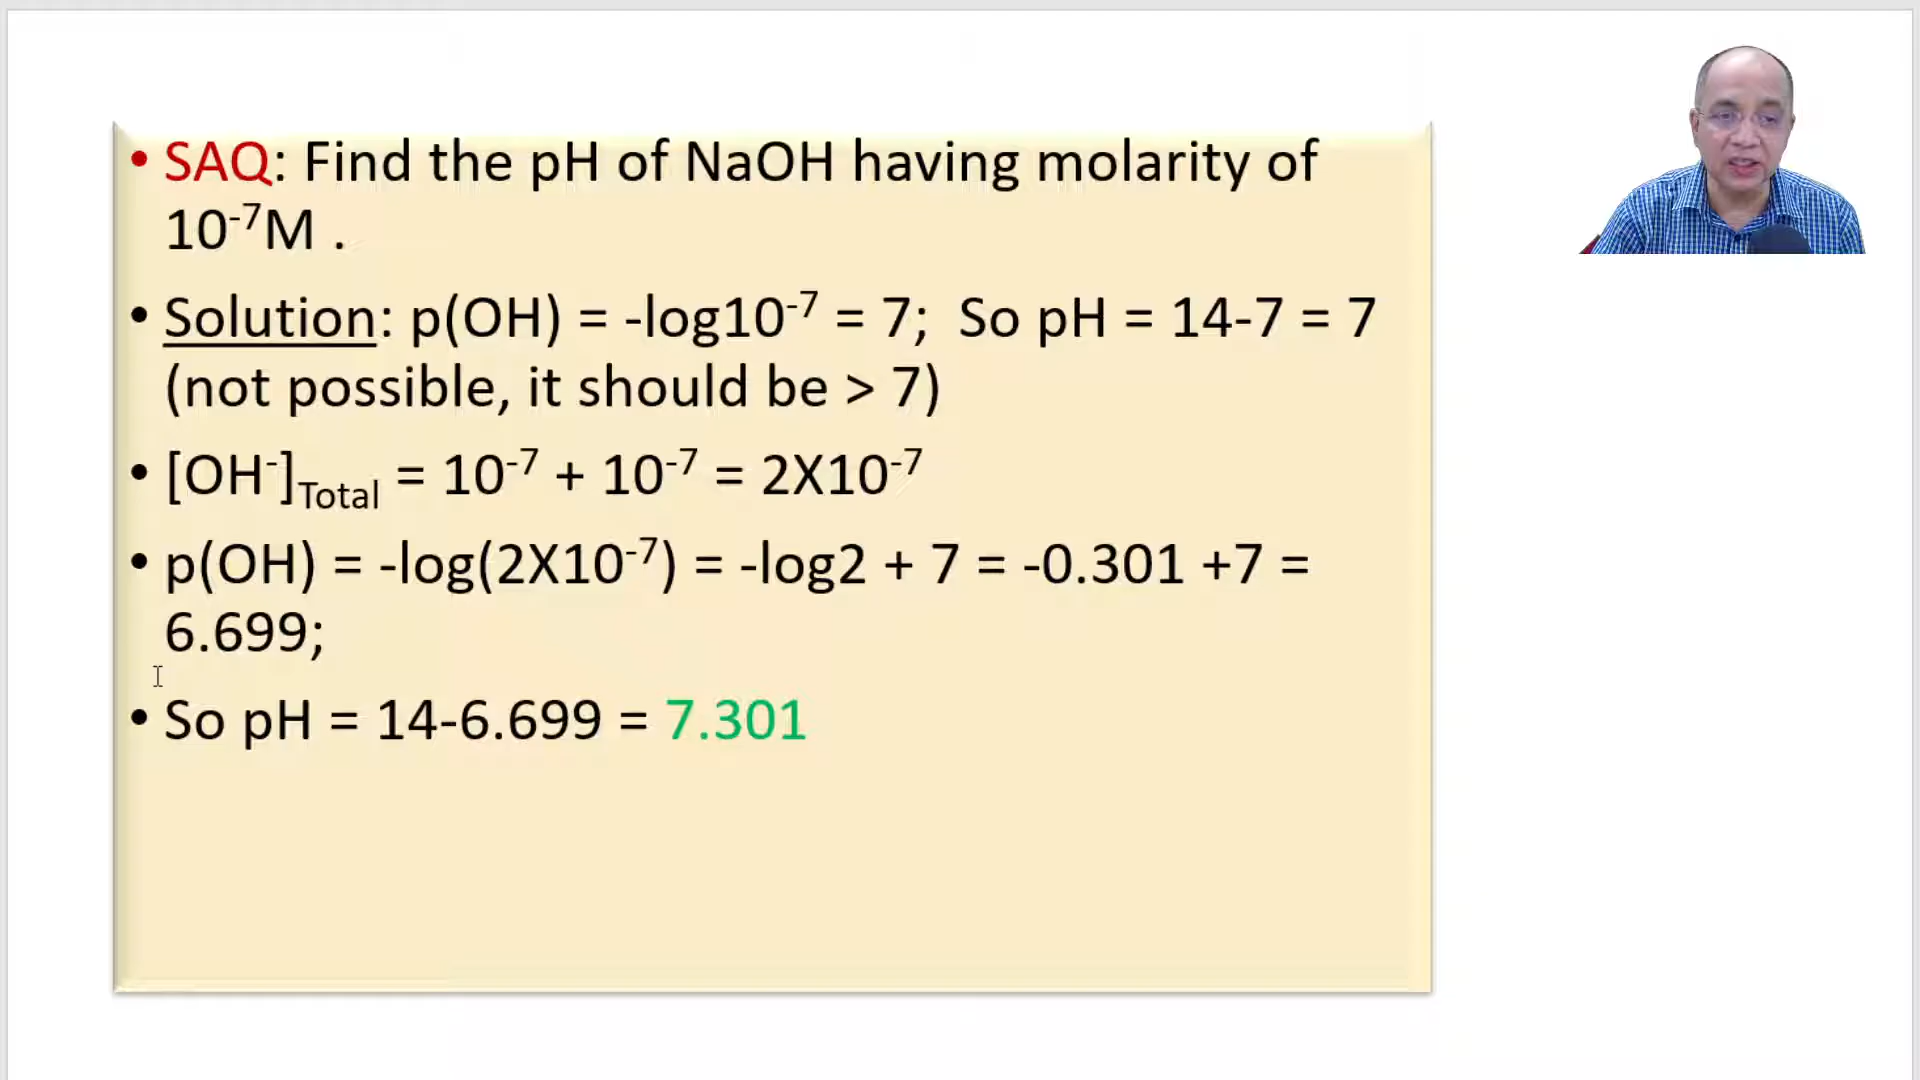 • SAQ: Find the pH of NaOH having molarity of
10⁻⁷M .
• Solution: p(OH) = -log10⁻⁷ = 7;  So pH = 14-7 = 7
(not possible, it should be > 7)
• [OH⁻]Total = 10⁻⁷ + 10⁻⁷ = 2X10⁻⁷
• p(OH) = -log(2X10⁻⁷) = -log2 + 7 = -0.301 +7 =
6.699;
• So pH = 14-6.699 = 7.301